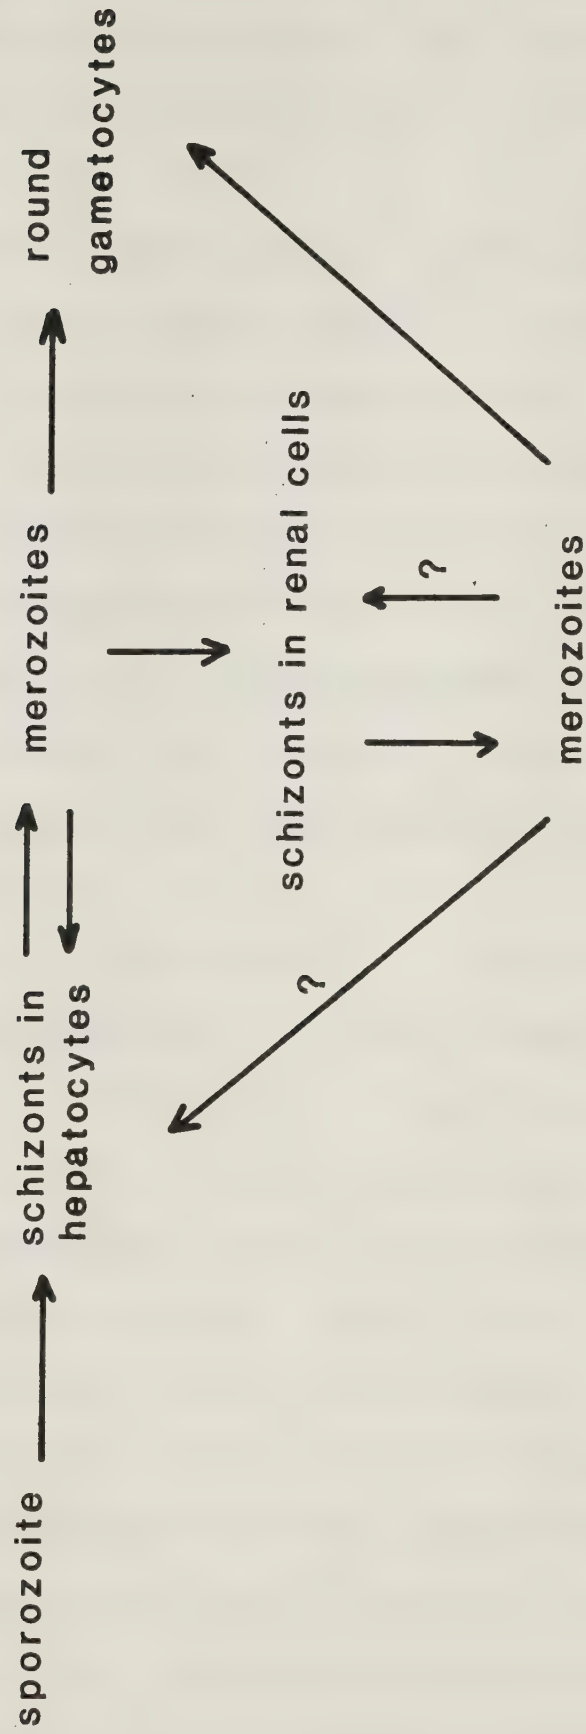 sporozoite
schizonts in
hepatocytes
merozoites
round
gametocytes
schizonts in renal cells
?
?
merozoites